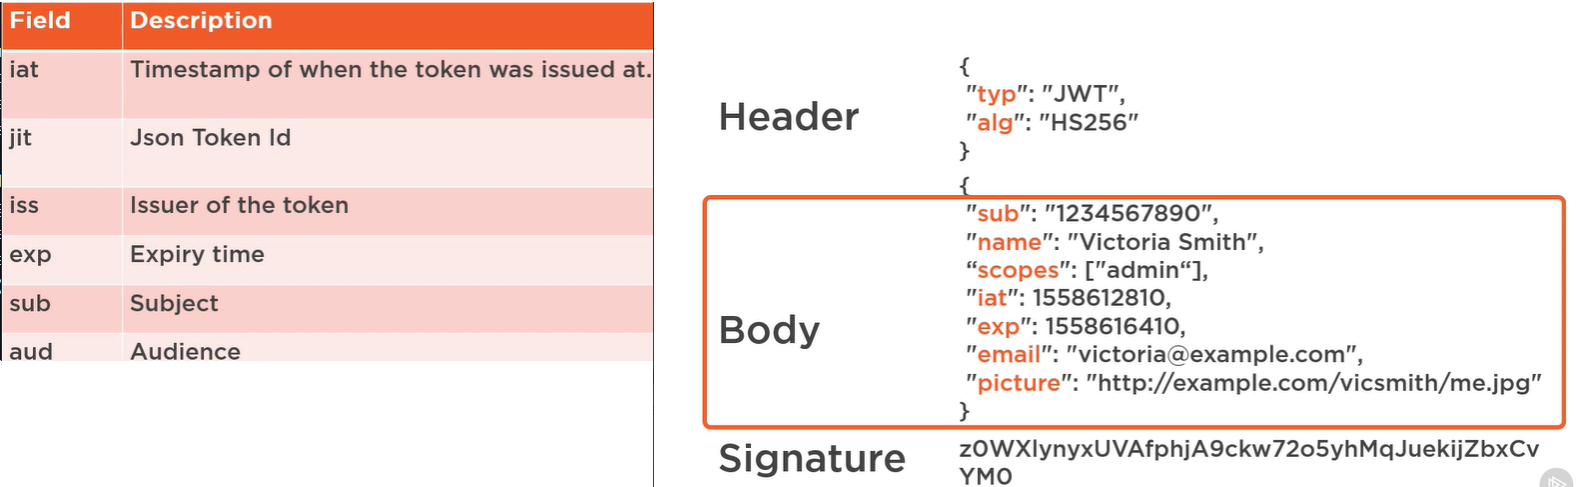 Field Description
iat Timestamp of when the token was issued at.
jit Json Token Id
iss Issuer of the token
exp Expiry time
sub Subject
aud Audience
Header
{
"typ": "JWT",
"alg": "HS256"
}
Body
{
"sub": "1234567890",
"name": "Victoria Smith",
“scopes": ["admin“],
"iat": 1558612810,
"exp": 1558616410,
"email": "victoria@example.com",
"picture": "http://example.com/vicsmith/me.jpg"
}
Signature
z0WXlynyxUVAfphjA9ckw72o5yhMqJuekijZbxCv
YM0